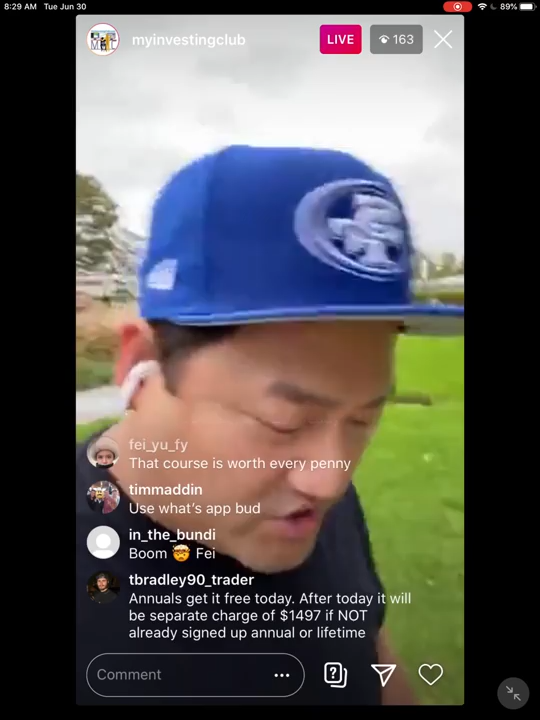 8:29 AM Tue Jun 30
89%
myinvestingclub
LIVE
163
fei_yu_fy
That course is worth every penny
timmaddin
Use what's app bud
in_the_bundi
Boom 🤯 Fei
tbradley90_trader
Annuals get it free today. After today it will
be separate charge of $1497 if NOT
already signed up annual or lifetime
Comment